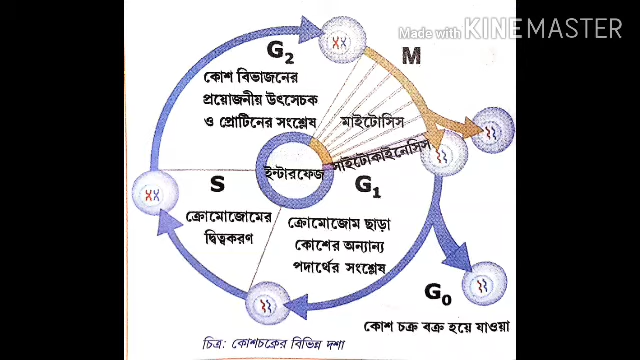 Made with KINEMASTER
G2
M
কোশ বিভাজনের
প্রয়োজনীয় উৎসেচক
ও প্রোটিনের সংশ্লেষ
মাইটোসিস
সাইটোকাইনেসিস
ইন্টারফেজ
S
G1
ক্রোমোজোমের
দ্বিত্বকরণ
ক্রোমোজোম ছাড়া
কোশের অন্যান্য
পদার্থের সংশ্লেষ
G0
কোশ চক্র বক্র হয়ে যাওয়া
চিত্র: কোশচক্রের বিভিন্ন দশা